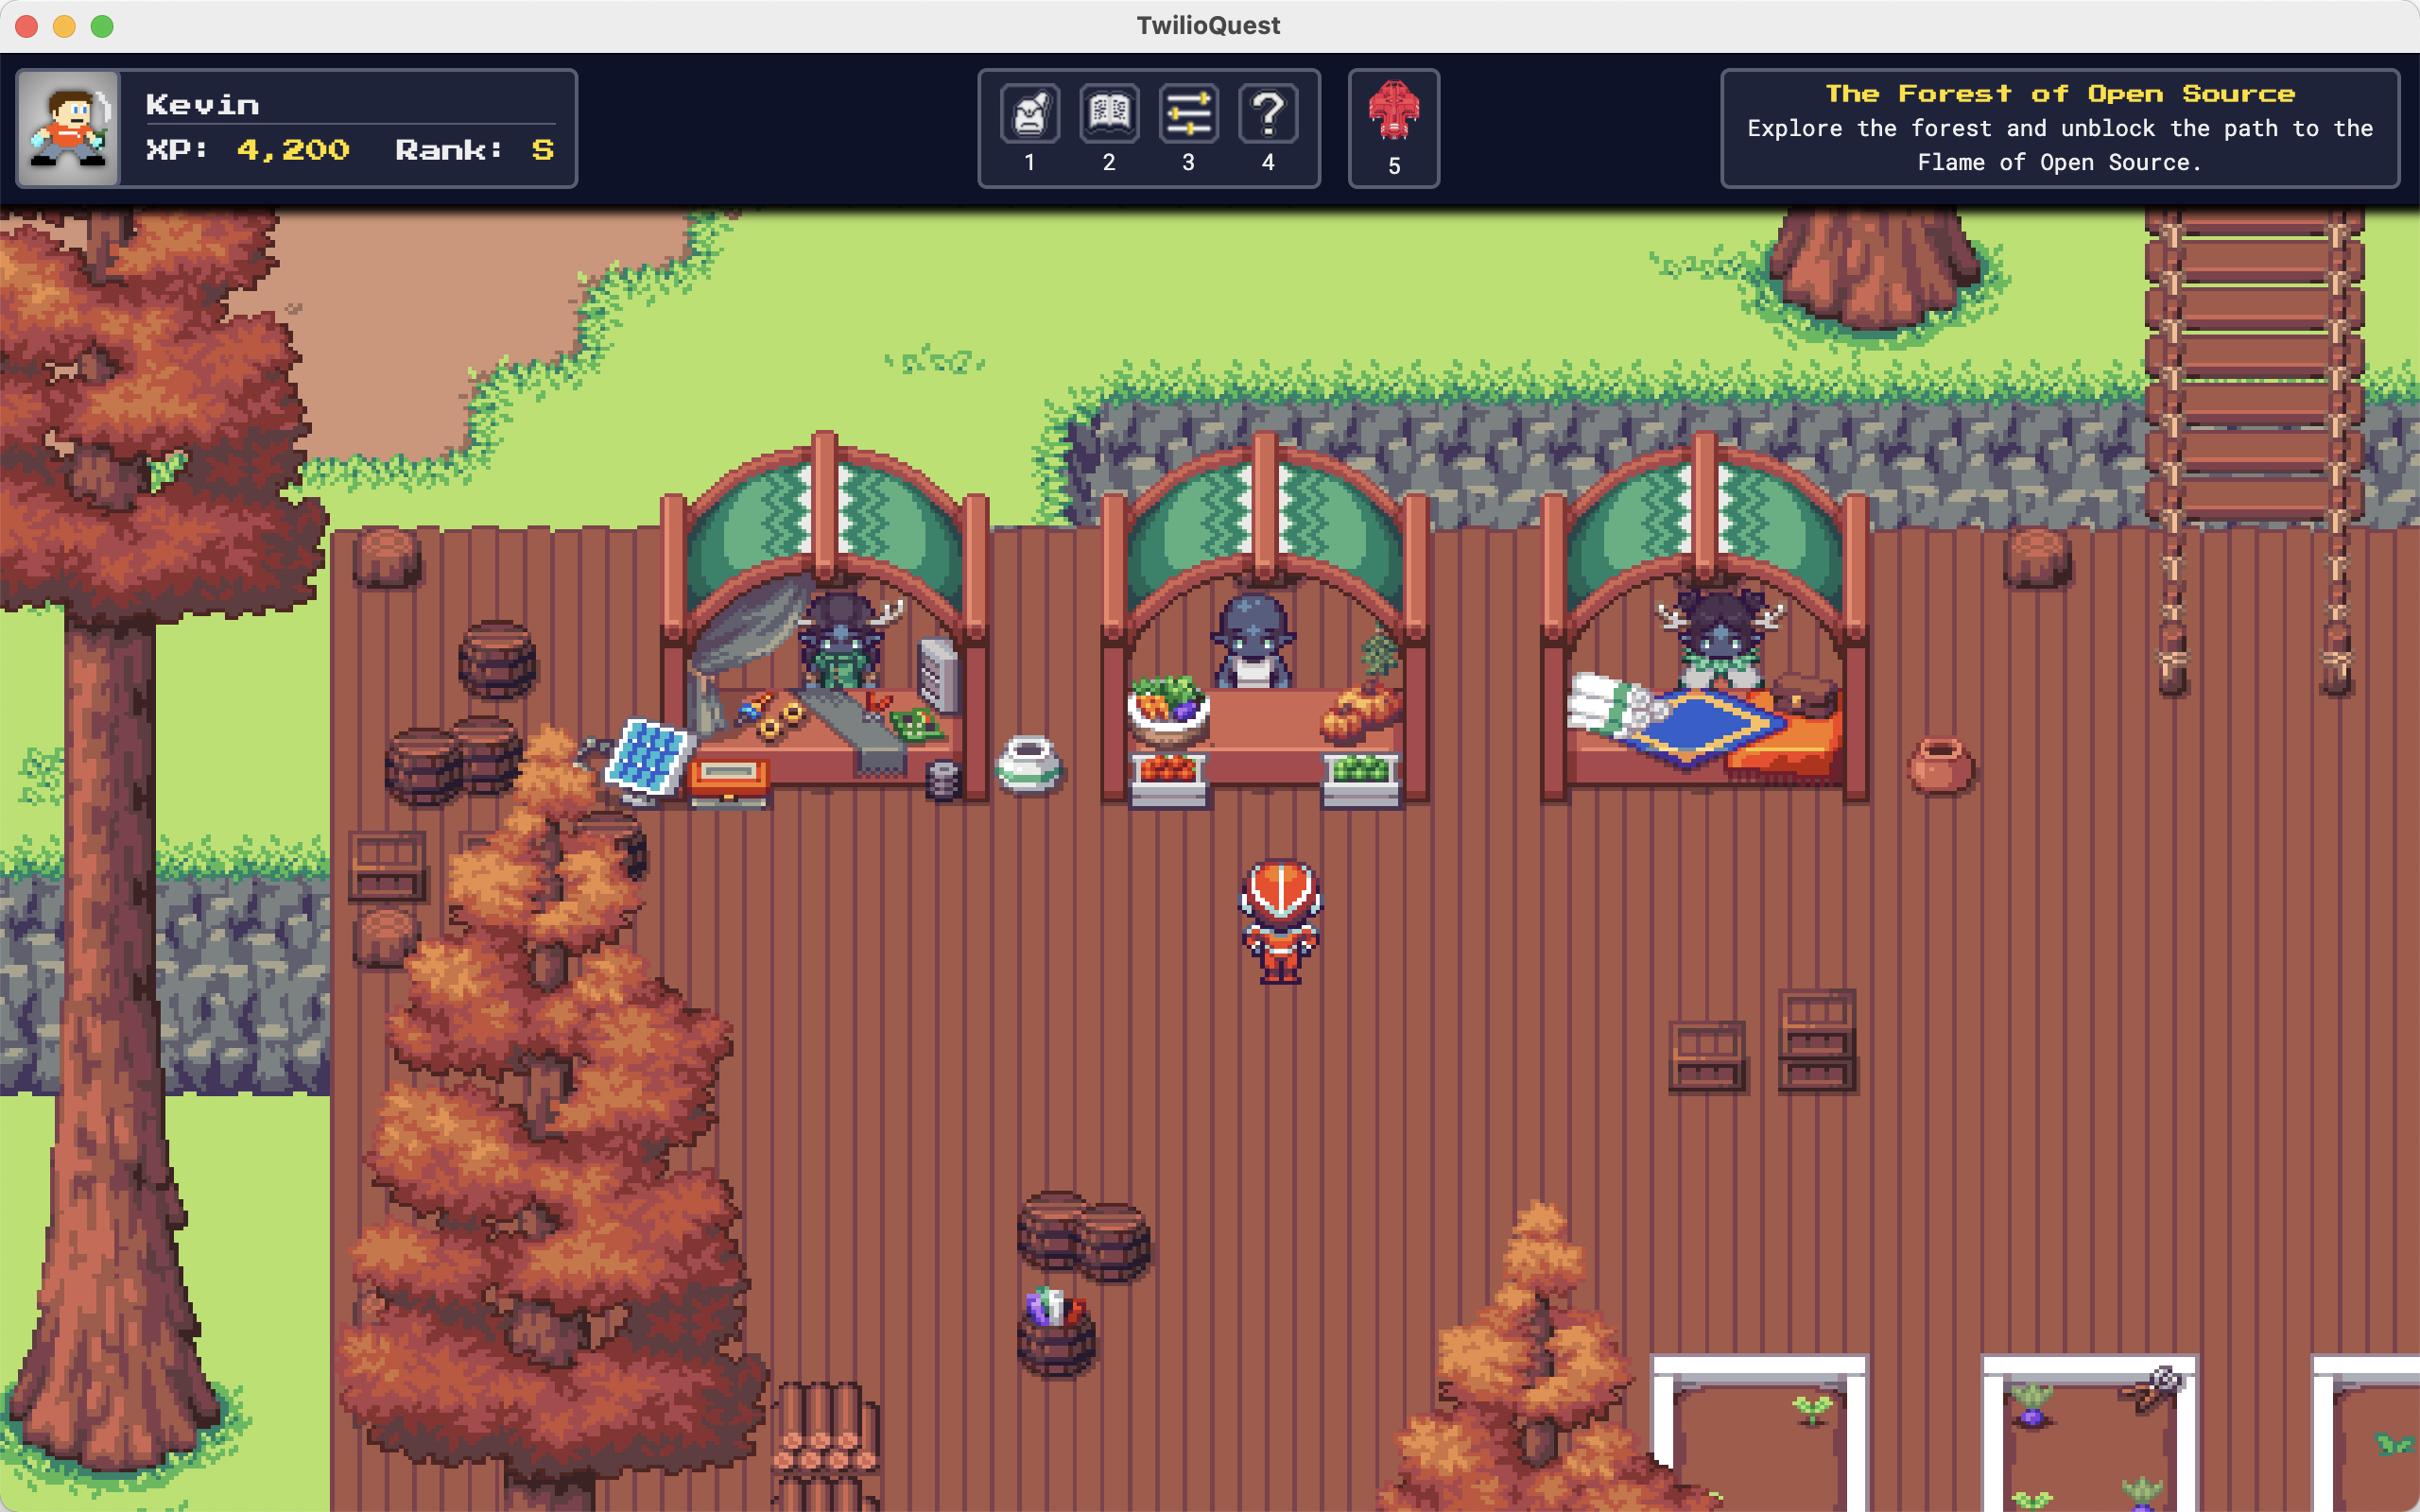 TwilioQuest
Kevin
XP: 4,200 Rank: S
1 2 3 4 5
The Forest of Open Source
Explore the forest and unblock the path to the
Flame of Open Source.